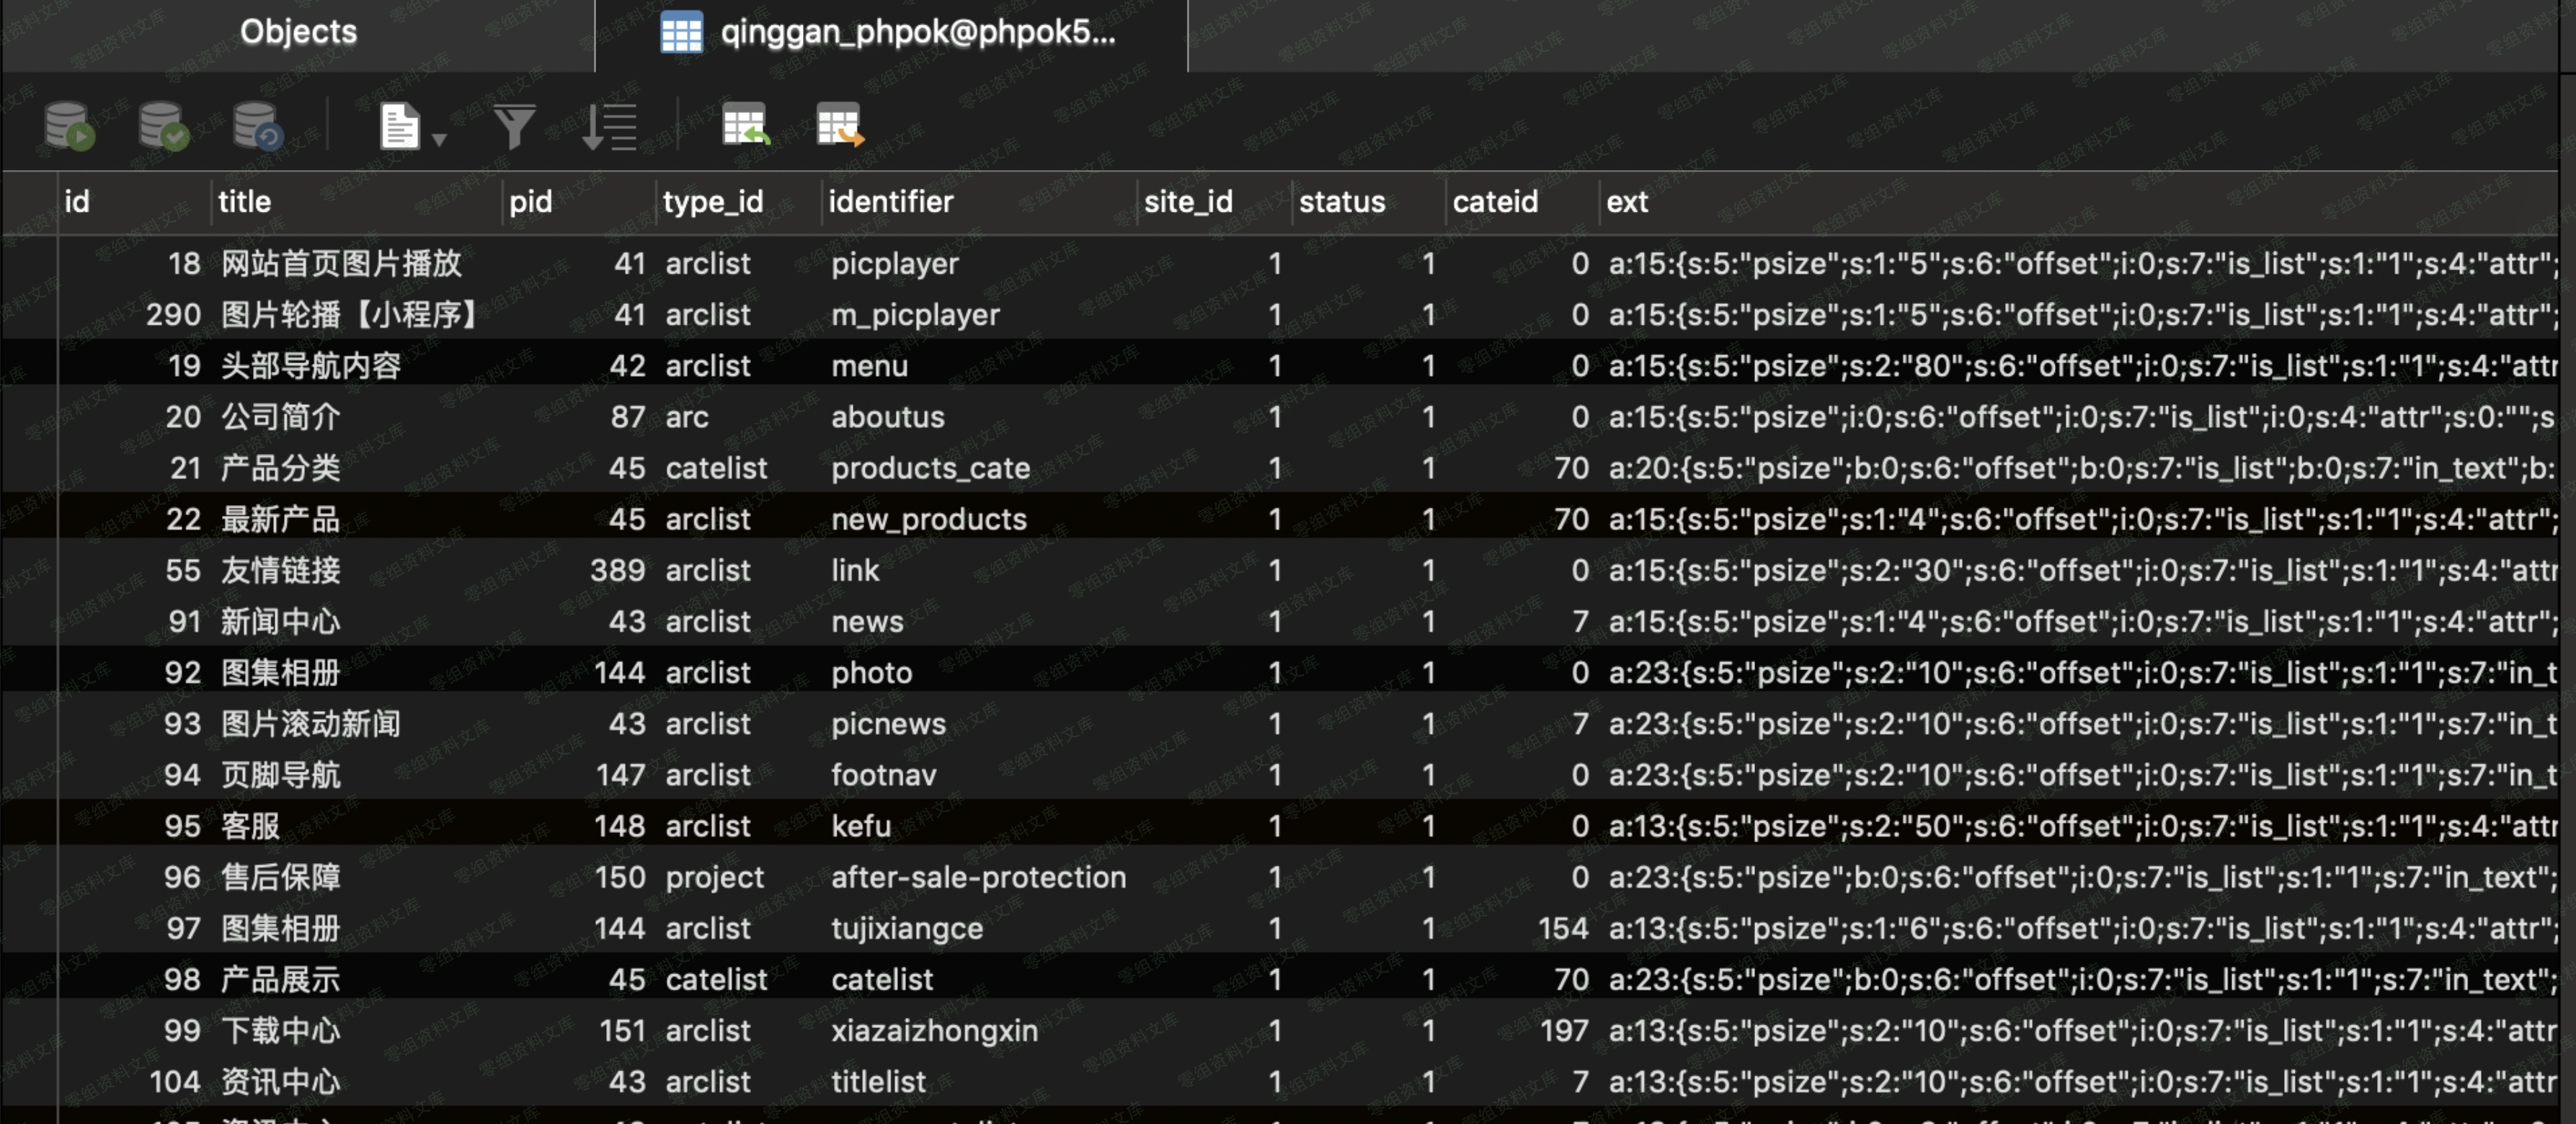 Objects qinggan_phpok@phpok5...
id title pid type_id identifier site_id status cateid ext
18 网站首页图片播放 41 arclist picplayer 1 1 0 a:15:{s:5:"psize";s:1:"5";s:6:"offset";i:0;s:7:"is_list";s:1:"1";s:4:"attr";
290 图片轮播【小程序】 41 arclist m_picplayer 1 1 0 a:15:{s:5:"psize";s:1:"5";s:6:"offset";i:0;s:7:"is_list";s:1:"1";s:4:"attr";
19 头部导航内容 42 arclist menu 1 1 0 a:15:{s:5:"psize";s:2:"80";s:6:"offset";i:0;s:7:"is_list";s:1:"1";s:4:"attr
20 公司简介 87 arc aboutus 1 1 0 a:15:{s:5:"psize";i:0;s:6:"offset";i:0;s:7:"is_list";i:0;s:4:"attr";s:0:"";s
21 产品分类 45 catelist products_cate 1 1 70 a:20:{s:5:"psize";b:0;s:6:"offset";b:0;s:7:"is_list";b:0;s:7:"in_text";b:
22 最新产品 45 arclist new_products 1 1 70 a:15:{s:5:"psize";s:1:"4";s:6:"offset";i:0;s:7:"is_list";s:1:"1";s:4:"attr";
55 友情链接 389 arclist link 1 1 0 a:15:{s:5:"psize";s:2:"30";s:6:"offset";i:0;s:7:"is_list";s:1:"1";s:4:"attr
91 新闻中心 43 arclist news 1 1 7 a:15:{s:5:"psize";s:1:"4";s:6:"offset";i:0;s:7:"is_list";s:1:"1";s:4:"attr";
92 图集相册 144 arclist photo 1 1 0 a:23:{s:5:"psize";s:2:"10";s:6:"offset";i:0;s:7:"is_list";s:1:"1";s:7:"in_t
93 图片滚动新闻 43 arclist picnews 1 1 7 a:23:{s:5:"psize";s:2:"10";s:6:"offset";i:0;s:7:"is_list";s:1:"1";s:7:"in_t
94 页脚导航 147 arclist footnav 1 1 0 a:23:{s:5:"psize";s:2:"10";s:6:"offset";i:0;s:7:"is_list";s:1:"1";s:7:"in_t
95 客服 148 arclist kefu 1 1 0 a:13:{s:5:"psize";s:2:"50";s:6:"offset";i:0;s:7:"is_list";s:1:"1";s:4:"attr
96 售后保障 150 project after-sale-protection 1 1 0 a:23:{s:5:"psize";b:0;s:6:"offset";i:0;s:7:"is_list";s:1:"1";s:7:"in_text";
97 图集相册 144 arclist tujixiangce 1 1 154 a:13:{s:5:"psize";s:1:"6";s:6:"offset";i:0;s:7:"is_list";s:1:"1";s:4:"attr";
98 产品展示 45 catelist catelist 1 1 70 a:23:{s:5:"psize";b:0;s:6:"offset";i:0;s:7:"is_list";s:1:"1";s:7:"in_text";
99 下载中心 151 arclist xiazaizhongxin 1 1 197 a:13:{s:5:"psize";s:2:"10";s:6:"offset";i:0;s:7:"is_list";s:1:"1";s:4:"attr
104 资讯中心 43 arclist titlelist 1 1 7 a:13:{s:5:"psize";s:2:"10";s:6:"offset";i:0;s:7:"is_list";s:1:"1";s:4:"attr
零组资料文库